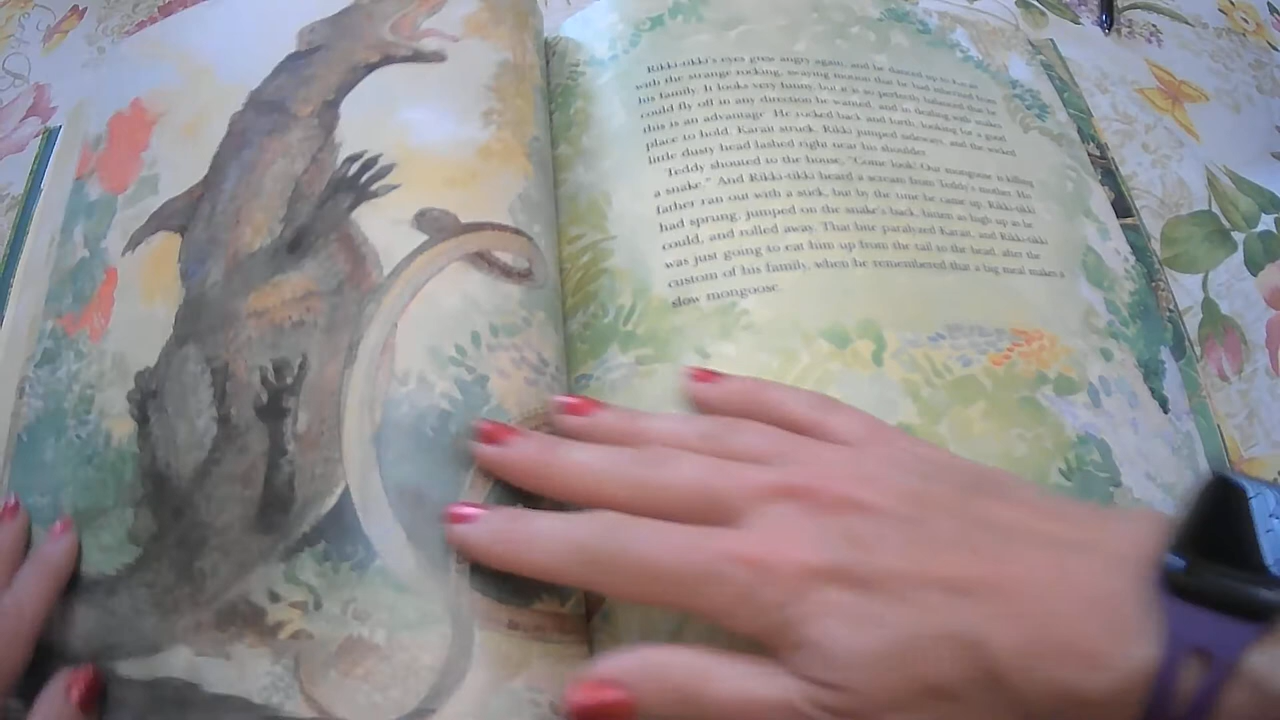 Rikki-tikki's eyes grew angry again, and he danced up to Karait
with the strange rocking, swaying motion that he had inherited from
his family. It looks very funny, but it is so perfectly balanced that he
could fly off in any direction he wanted, and in dealing with snakes
this is an advantage. He rocked back and forth, looking for a good
place to hold. Karait struck. Rikki jumped sideways, and the wicked
little dusty head lashed right near his shoulder.
Teddy shouted to the house, "Come look! Our mongoose is killing
a snake." And Rikki-tikki heard a scream from Teddy's mother. His
father ran out with a stick, but by the time he came up, Rikki-tikki
had sprung, jumped on the snake's back, bitten as high up as he
could, and rolled away. That bite paralyzed Karait, and Rikki-tikki
was just going to eat him up from the tail to the head, after the
custom of his family, when he remembered that a big meal makes a
slow mongoose.